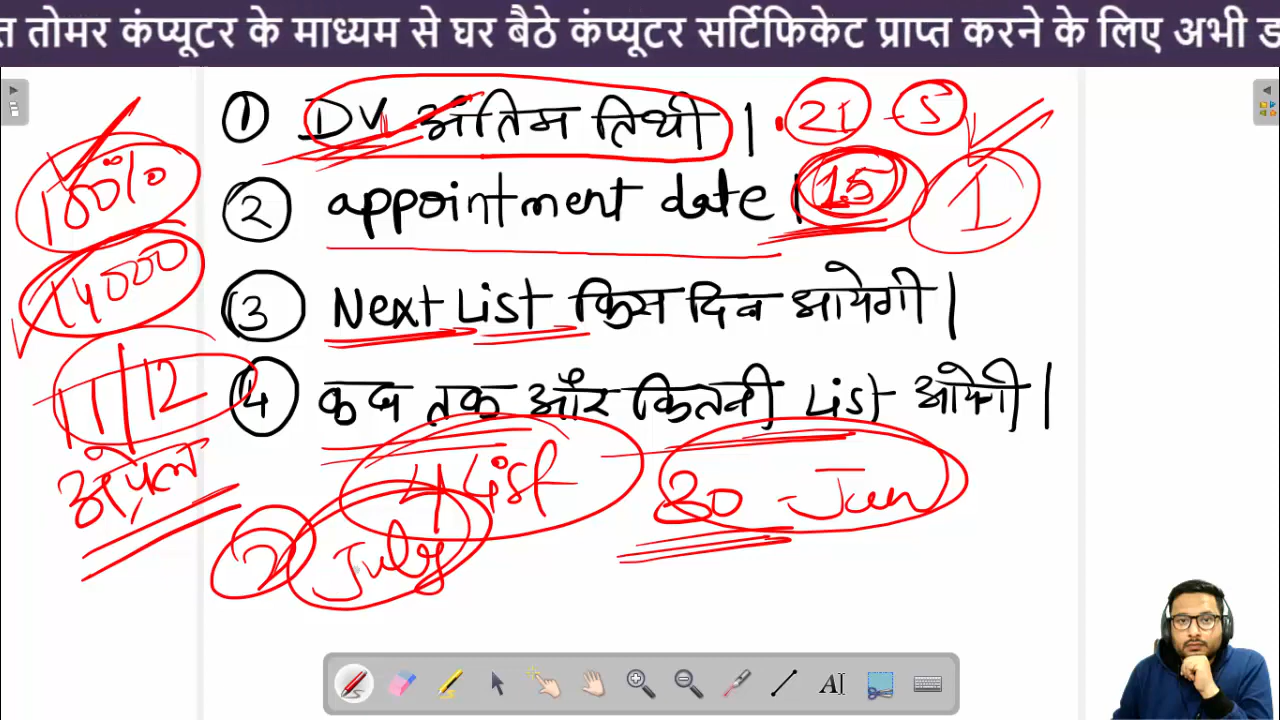 त तोमर कंप्यूटर के माध्यम से घर बैठे कंप्यूटर सर्टिफिकेट प्राप्त करने के लिए अभी ड
① DV अंतिम तिथी | 21 - 5
② appointment date | 15 1
③ Next List किस दिन आयेगी |
④ कब तक और कितनी List आयेगी |
100%
14000
11/12
अप्रैल
4 List 30 - Jun
2 July
AI